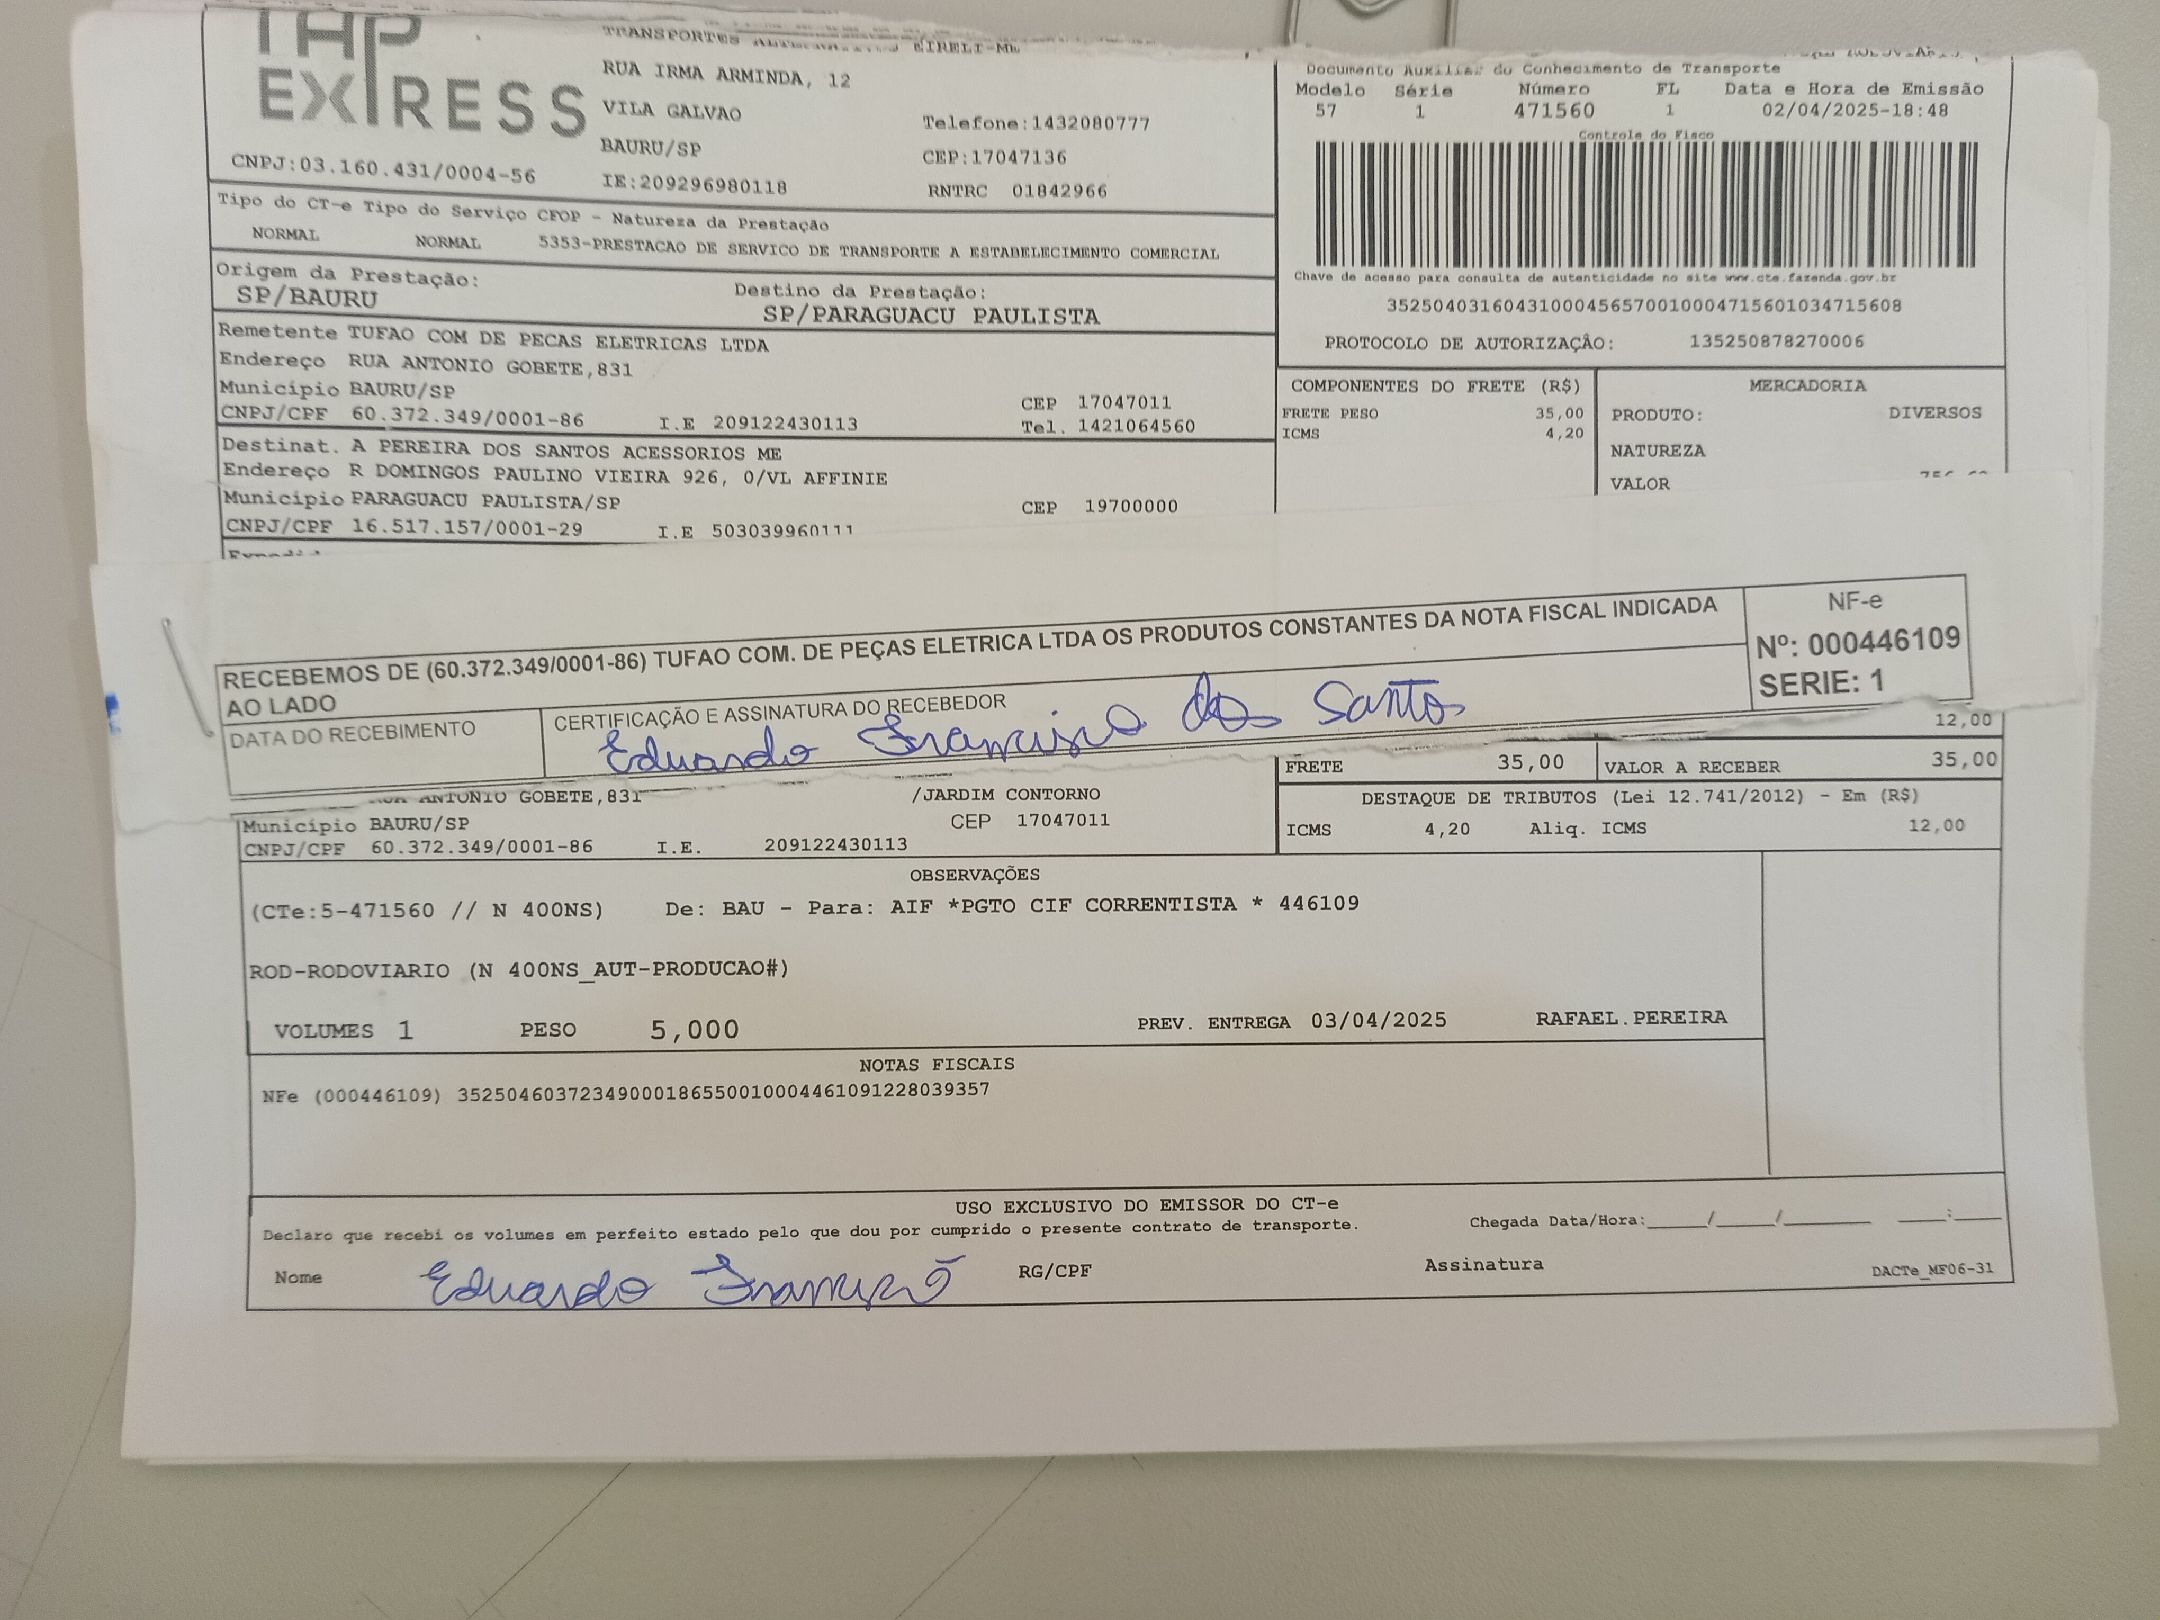 TAP
EXPRESS
TRANSPORTES EIRELI-ME
RUA IRMA ARMINDA, 12
VILA GALVAO
BAURU/SP
IE:209296980118
Telefone:1432080777
CEP:17047136
RNTRC 01842966
CNPJ:03.160.431/0004-56
Documento Auxiliar do Conhecimento de Transporte
Modelo Série Número FL Data e Hora de Emissão
57 1 471560 1 02/04/2025-18:48
Controle do Fisco
Chave de acesso para consulta de autenticidade no site www.cte.fazenda.gov.br
35250403160431000456570010004715601034715608
PROTOCOLO DE AUTORIZAÇÂO: 135250878270006
Tipo do CT-e Tipo do Serviço CFOP - Natureza da Prestação
NORMAL NORMAL 5353-PRESTACAO DE SERVICO DE TRANSPORTE A ESTABELECIMENTO COMERCIAL
Origem da Prestação:
SP/BAURU
Destino da Prestação:
SP/PARAGUACU PAULISTA
Remetente TUFAO COM DE PECAS ELETRICAS LTDA
Endereço RUA ANTONIO GOBETE,831
Município BAURU/SP CEP 17047011
CNPJ/CPF 60.372.349/0001-86 I.E 209122430113 Tel. 1421064560
Destinat. A PEREIRA DOS SANTOS ACESSORIOS ME
Endereço R DOMINGOS PAULINO VIEIRA 926, 0/VL AFFINIE
Município PARAGUACU PAULISTA/SP CEP 19700000
CNPJ/CPF 16.517.157/0001-29 I.E 503039960111
COMPONENTES DO FRETE (R$)
FRETE PESO 35,00
ICMS 4,20
MERCADORIA
PRODUTO: DIVERSOS
NATUREZA
VALOR
RECEBEMOS DE (60.372.349/0001-86) TUFAO COM. DE PEÇAS ELETRICA LTDA OS PRODUTOS CONSTANTES DA NOTA FISCAL INDICADA
AO LADO
DATA DO RECEBIMENTO
CERTIFICAÇÃO E ASSINATURA DO RECEBEDOR
Eduardo Francisco dos Santos
NF-e
Nº: 000446109
SERIE: 1
12,00
FRETE 35,00 VALOR A RECEBER 35,00
RUA ANTONIO GOBETE,831 /JARDIM CONTORNO
Município BAURU/SP CEP 17047011
CNPJ/CPF 60.372.349/0001-86 I.E. 209122430113
DESTAQUE DE TRIBUTOS (Lei 12.741/2012) - Em (R$)
ICMS 4,20 Aliq. ICMS 12,00
OBSERVAÇÕES
(CTe:5-471560 // N 400NS) De: BAU - Para: AIF *PGTO CIF CORRENTISTA * 446109
ROD-RODOVIARIO (N 400NS_AUT-PRODUCAO#)
VOLUMES 1 PESO 5,000 PREV. ENTREGA 03/04/2025 RAFAEL.PEREIRA
NOTAS FISCAIS
NFe (000446109) 35250460372349000186550010004461091228039357
USO EXCLUSIVO DO EMISSOR DO CT-e
Declaro que recebi os volumes em perfeito estado pelo que dou por cumprido o presente contrato de transporte.
Chegada Data/Hora:____/____/______ ___:___
Nome Eduardo Francisco RG/CPF Assinatura
DACTe_MF06-31